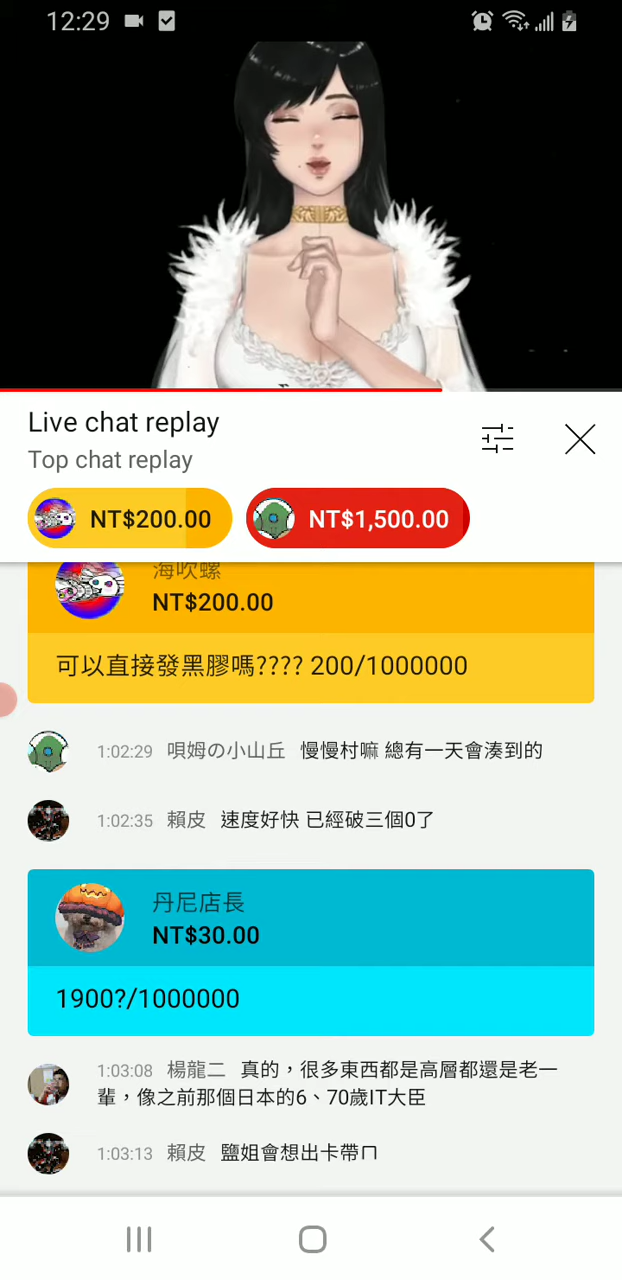 12:29
Live chat replay
Top chat replay
NT$200.00
NT$1,500.00
海吹螺
NT$200.00
可以直接發黑膠嗎???? 200/1000000
1:02:29 唄姆の小山丘 慢慢村嘛 總有一天會湊到的
1:02:35 賴皮 速度好快 已經破三個0了
丹尼店長
NT$30.00
1900?/1000000
1:03:08 楊龍二 真的，很多東西都是高層都還是老一
輩，像之前那個日本的6、70歲IT大臣
1:03:13 賴皮 鹽姐會想出卡帶ㄇ